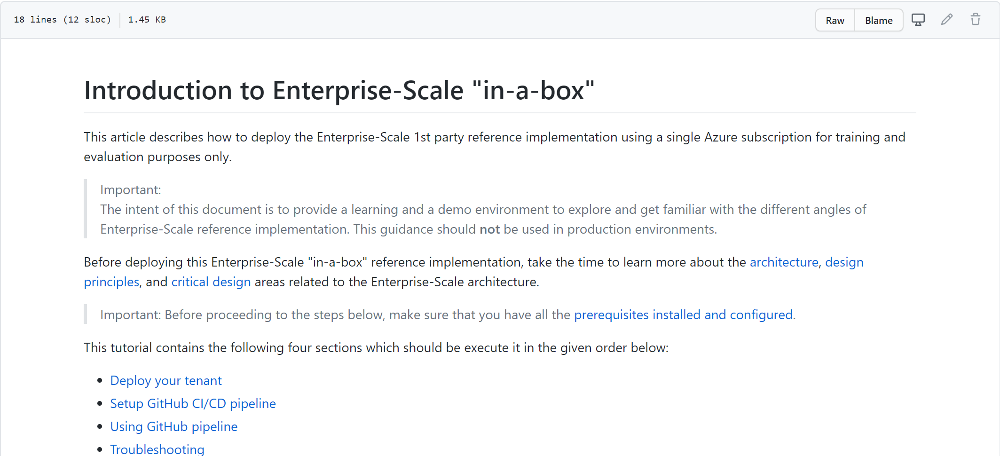 18 lines (12 sloc) 1.45 KB Raw Blame
Introduction to Enterprise-Scale "in-a-box"
This article describes how to deploy the Enterprise-Scale 1st party reference implementation using a single Azure subscription for training and
evaluation purposes only.
Important:
The intent of this document is to provide a learning and a demo environment to explore and get familiar with the different angles of
Enterprise-Scale reference implementation. This guidance should not be used in production environments.
Before deploying this Enterprise-Scale "in-a-box" reference implementation, take the time to learn more about the architecture, design
principles, and critical design areas related to the Enterprise-Scale architecture.
Important: Before proceeding to the steps below, make sure that you have all the prerequisites installed and configured.
This tutorial contains the following four sections which should be execute it in the given order below:
• Deploy your tenant
• Setup GitHub CI/CD pipeline
• Using GitHub pipeline
• Troubleshooting